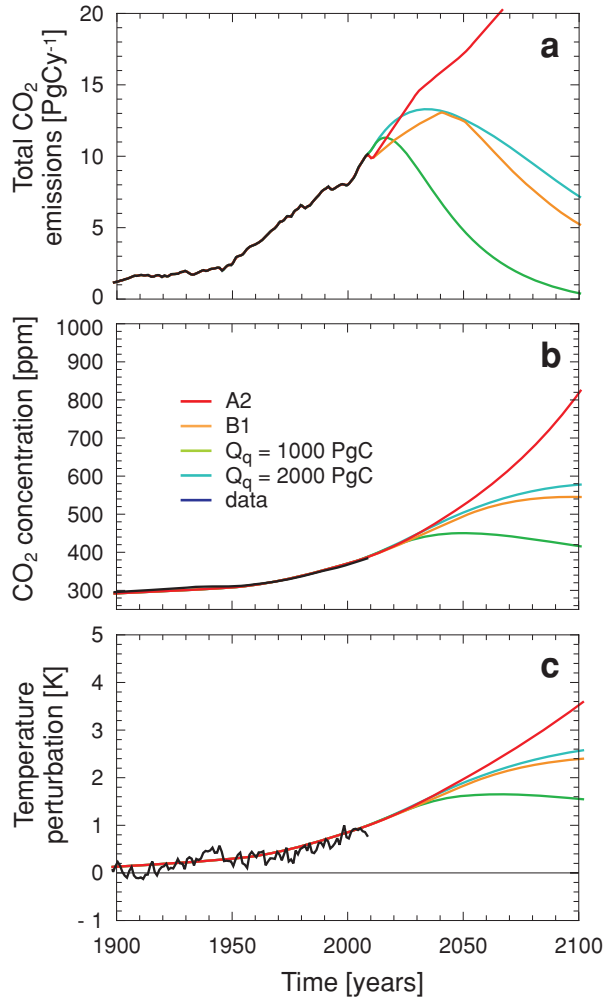 Total CO₂
emissions [PgCy⁻¹]
20
15
10
5
0
a
CO₂ concentration [ppm]
1000
900
800
700
600
500
400
300
b
A2
B1
Q_q = 1000 PgC
Q_q = 2000 PgC
data
Temperature
perturbation [K]
5
4
3
2
1
0
- 1
c
1900
1950
2000
2050
2100
Time [years]